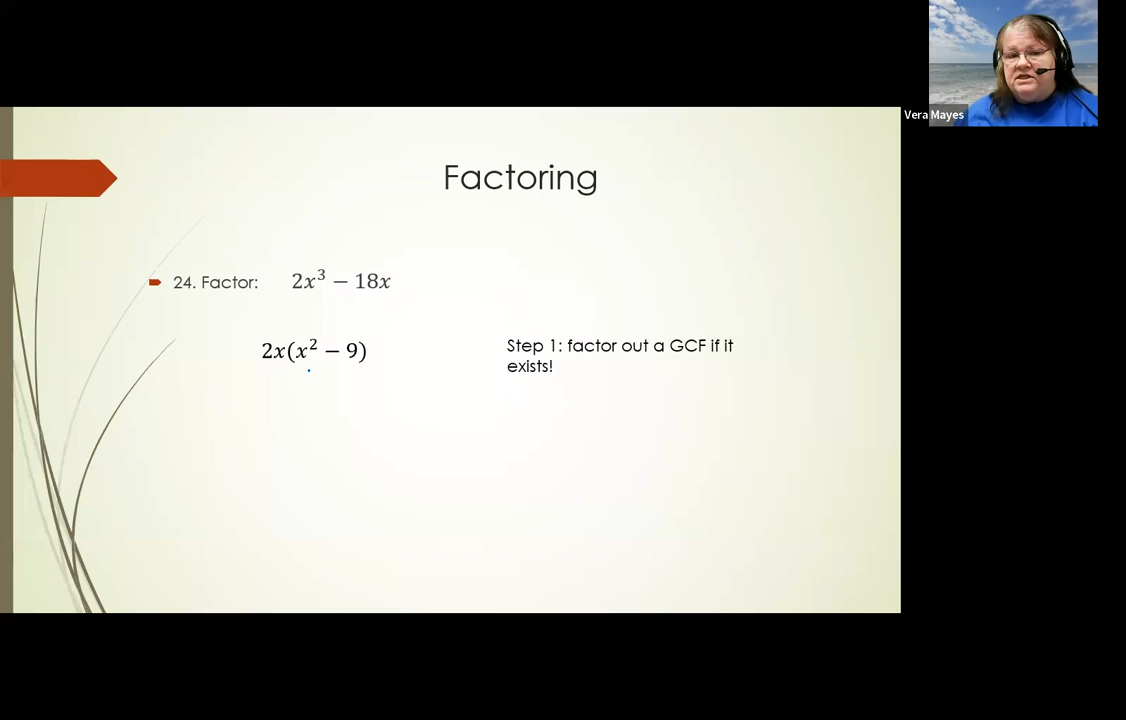 Vera Mayes
Factoring
24. Factor: 2x³ − 18x
2x(x² − 9)
Step 1: factor out a GCF if it
exists!